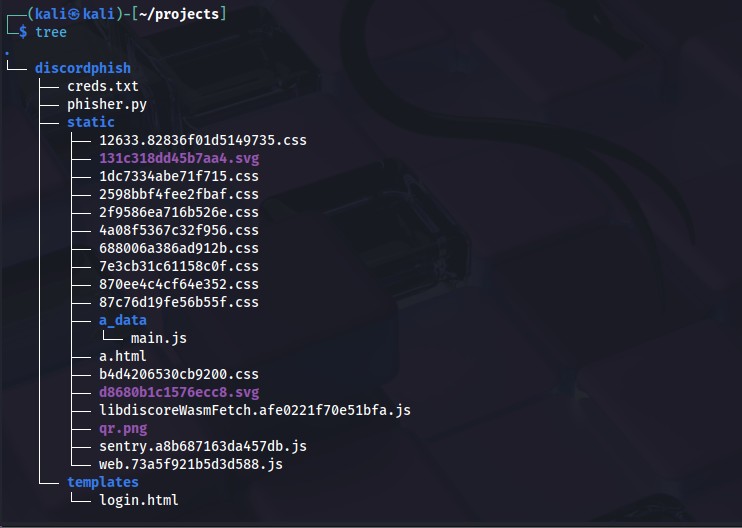 ┌──(kali㉿kali)-[~/projects]
└─$ tree
.
└── discordphish
    ├── creds.txt
    ├── phisher.py
    ├── static
    │   ├── 12633.82836f01d5149735.css
    │   ├── 131c318dd45b7aa4.svg
    │   ├── 1dc7334abe71f715.css
    │   ├── 2598bbf4fee2fbaf.css
    │   ├── 2f9586ea716b526e.css
    │   ├── 4a08f5367c32f956.css
    │   ├── 688006a386ad912b.css
    │   ├── 7e3cb31c61158c0f.css
    │   ├── 870ee4c4cf64e352.css
    │   ├── 87c76d19fe56b55f.css
    │   ├── a_data
    │   │   └── main.js
    │   ├── a.html
    │   ├── b4d4206530cb9200.css
    │   ├── d8680b1c1576ecc8.svg
    │   ├── libdiscoreWasmFetch.afe0221f70e51bfa.js
    │   ├── qr.png
    │   ├── sentry.a8b687163da457db.js
    │   └── web.73a5f921b5d3d588.js
    └── templates
        └── login.html